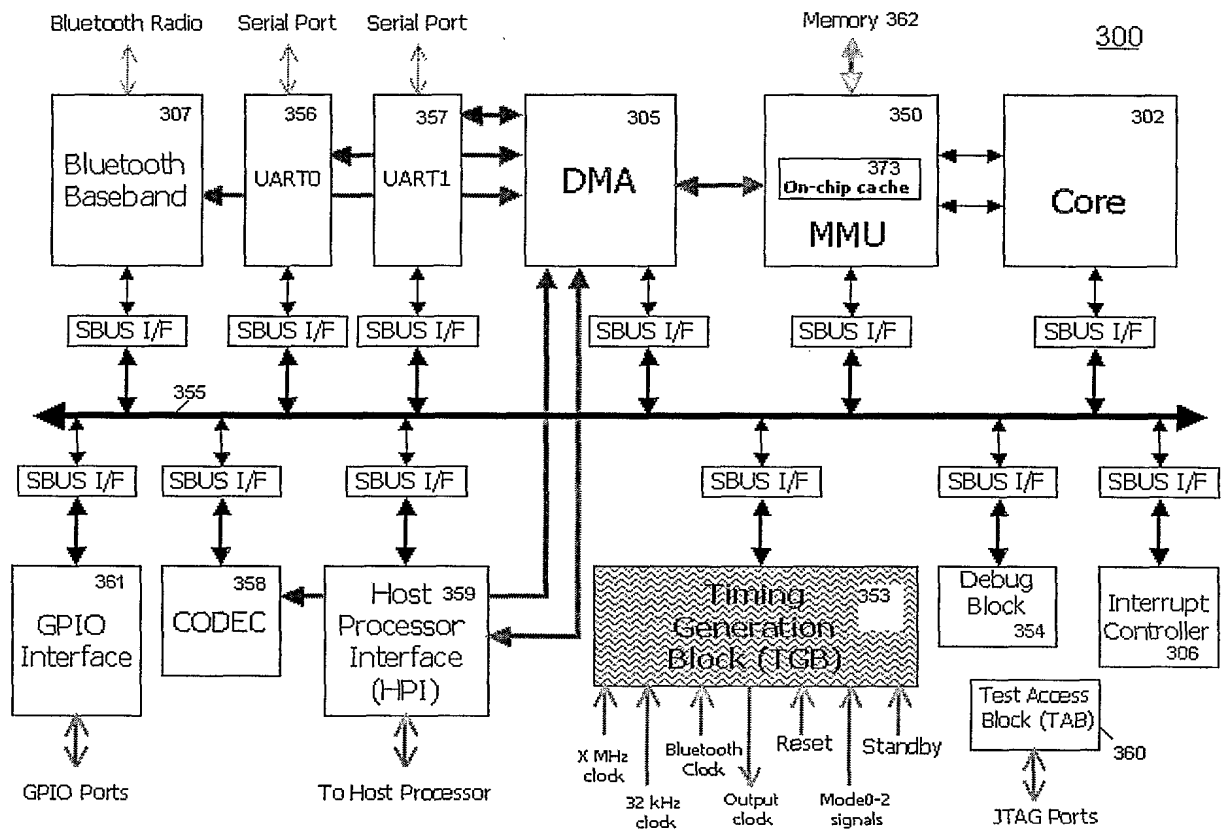 Bluetooth Radio
Serial Port
Serial Port
Memory 362
300
307
Bluetooth
Baseband
356
UART0
357
UART1
305
DMA
350
373
On-chip cache
MMU
302
Core
SBUS I/F
SBUS I/F
SBUS I/F
SBUS I/F
SBUS I/F
SBUS I/F
355
SBUS I/F
SBUS I/F
SBUS I/F
SBUS I/F
SBUS I/F
SBUS I/F
361
GPIO
Interface
358
CODEC
Host 359
Processor
Interface
(HPI)
Timing 353
Generation
Block (TGB)
Debug
Block
354
Interrupt
Controller
306
Test Access
Block (TAB)
360
X MHz
clock
32 kHz
clock
Bluetooth
Clock
Output
clock
Reset
Mode0-2
signals
Standby
GPIO Ports
To Host Processor
JTAG Ports